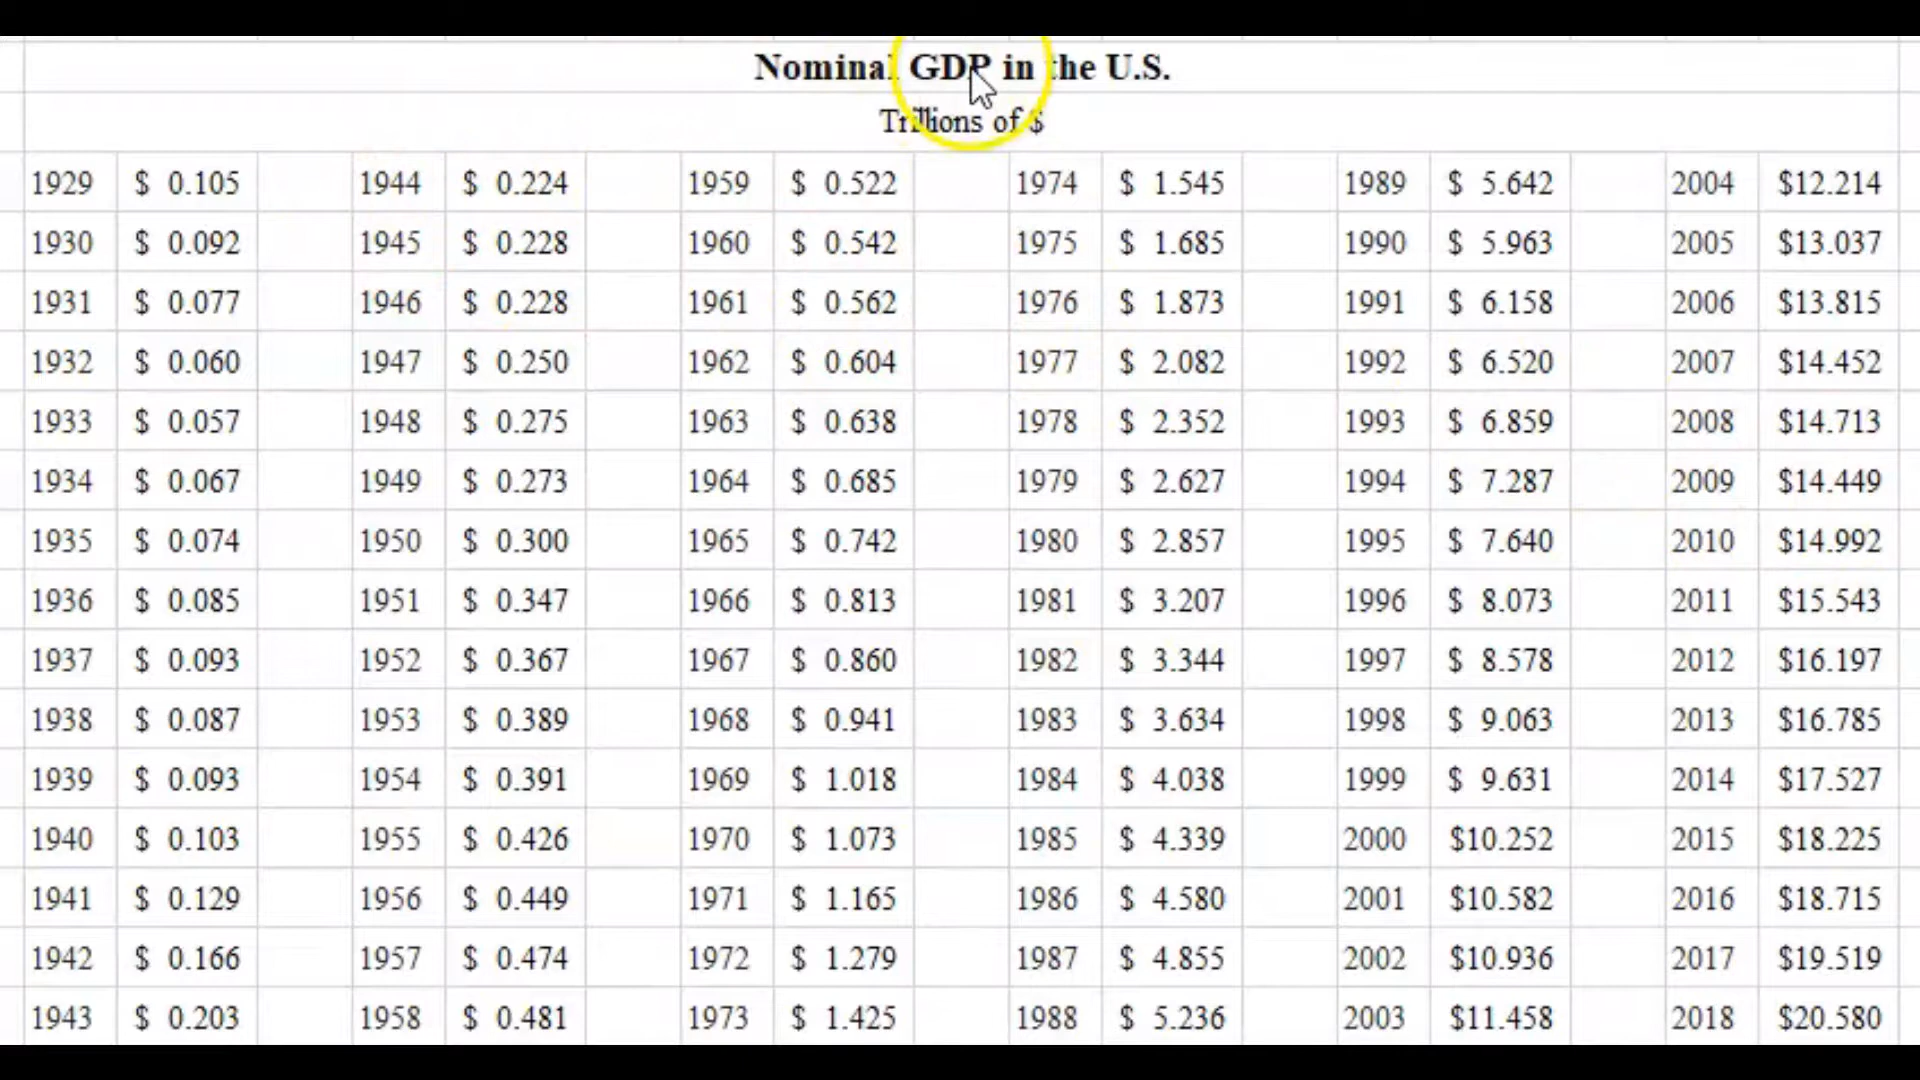 Nominal GDP in the U.S.
Trillions of $
1929 $ 0.105 1944 $ 0.224 1959 $ 0.522 1974 $ 1.545 1989 $ 5.642 2004 $12.214
1930 $ 0.092 1945 $ 0.228 1960 $ 0.542 1975 $ 1.685 1990 $ 5.963 2005 $13.037
1931 $ 0.077 1946 $ 0.228 1961 $ 0.562 1976 $ 1.873 1991 $ 6.158 2006 $13.815
1932 $ 0.060 1947 $ 0.250 1962 $ 0.604 1977 $ 2.082 1992 $ 6.520 2007 $14.452
1933 $ 0.057 1948 $ 0.275 1963 $ 0.638 1978 $ 2.352 1993 $ 6.859 2008 $14.713
1934 $ 0.067 1949 $ 0.273 1964 $ 0.685 1979 $ 2.627 1994 $ 7.287 2009 $14.449
1935 $ 0.074 1950 $ 0.300 1965 $ 0.742 1980 $ 2.857 1995 $ 7.640 2010 $14.992
1936 $ 0.085 1951 $ 0.347 1966 $ 0.813 1981 $ 3.207 1996 $ 8.073 2011 $15.543
1937 $ 0.093 1952 $ 0.367 1967 $ 0.860 1982 $ 3.344 1997 $ 8.578 2012 $16.197
1938 $ 0.087 1953 $ 0.389 1968 $ 0.941 1983 $ 3.634 1998 $ 9.063 2013 $16.785
1939 $ 0.093 1954 $ 0.391 1969 $ 1.018 1984 $ 4.038 1999 $ 9.631 2014 $17.527
1940 $ 0.103 1955 $ 0.426 1970 $ 1.073 1985 $ 4.339 2000 $10.252 2015 $18.225
1941 $ 0.129 1956 $ 0.449 1971 $ 1.165 1986 $ 4.580 2001 $10.582 2016 $18.715
1942 $ 0.166 1957 $ 0.474 1972 $ 1.279 1987 $ 4.855 2002 $10.936 2017 $19.519
1943 $ 0.203 1958 $ 0.481 1973 $ 1.425 1988 $ 5.236 2003 $11.458 2018 $20.580